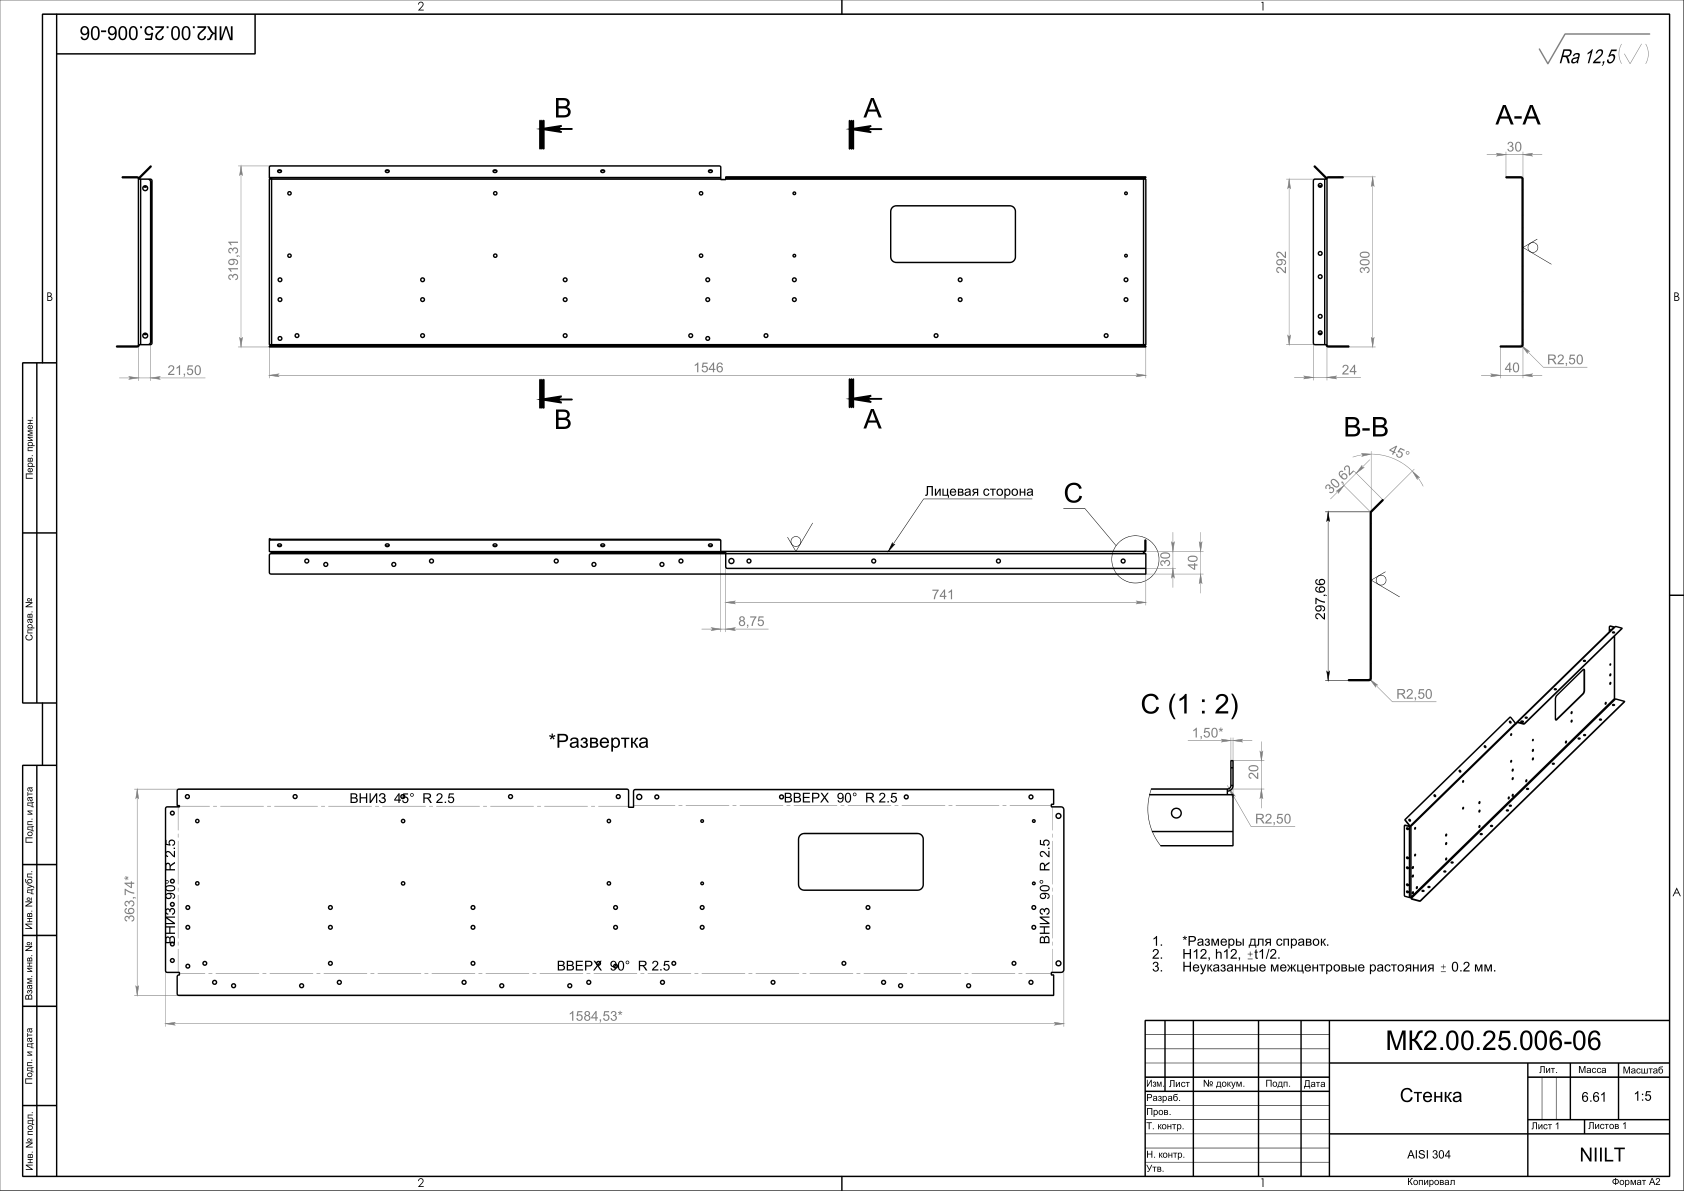 2
1
МК2.00.25.006-06
Ra 12,5
B
A
A-A
30
319,31
292
300
B
B
21,50
1546
24
40
R2,50
B
A
B-B
45°
30,62
297,66
R2,50
Перв. примен.
Справ. №
Лицевая сторона
C
30
40
741
8,75
C (1 : 2)
1,50*
20
R2,50
*Развертка
ВНИЗ 45° R 2.5
ВВЕРХ 90° R 2.5
ВНИЗ 90° R 2.5
ВНИЗ 90° R 2.5
ВВЕРХ 90° R 2.5
363,74*
1584,53*
A
1. *Размеры для справок.
2. H12, h12, ±t1/2.
3. Неуказанные межцентровые растояния ± 0.2 мм.
Подп. и дата
Инв. № дубл.
Взам. инв. №
Подп. и дата
Инв. № подл.
МК2.00.25.006-06
Лит. Масса Масштаб
Изм. Лист № докум. Подп. Дата
Разраб.
Стенка
6.61
1:5
Пров.
Т. контр.
Лист 1 Листов 1
Н. контр.
AISI 304
NIILT
Утв.
Копировал
Формат А2
2
1